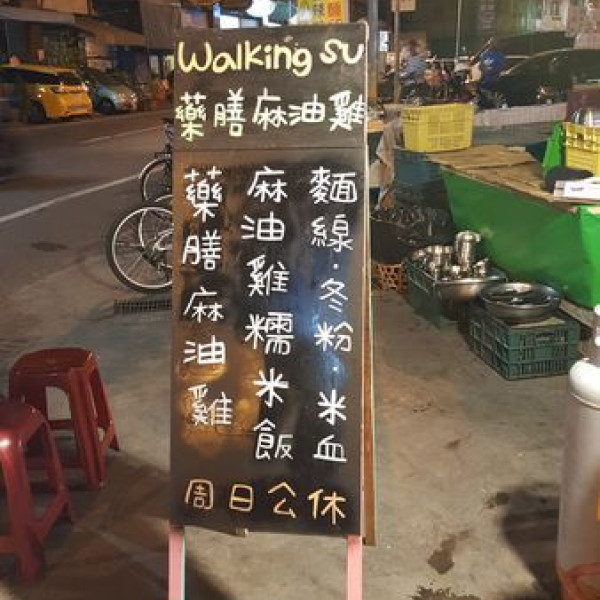 Walking SU
藥膳麻油雞
麵線·冬粉 米血
麻油雞糯米飯
藥膳麻油雞
周日公休